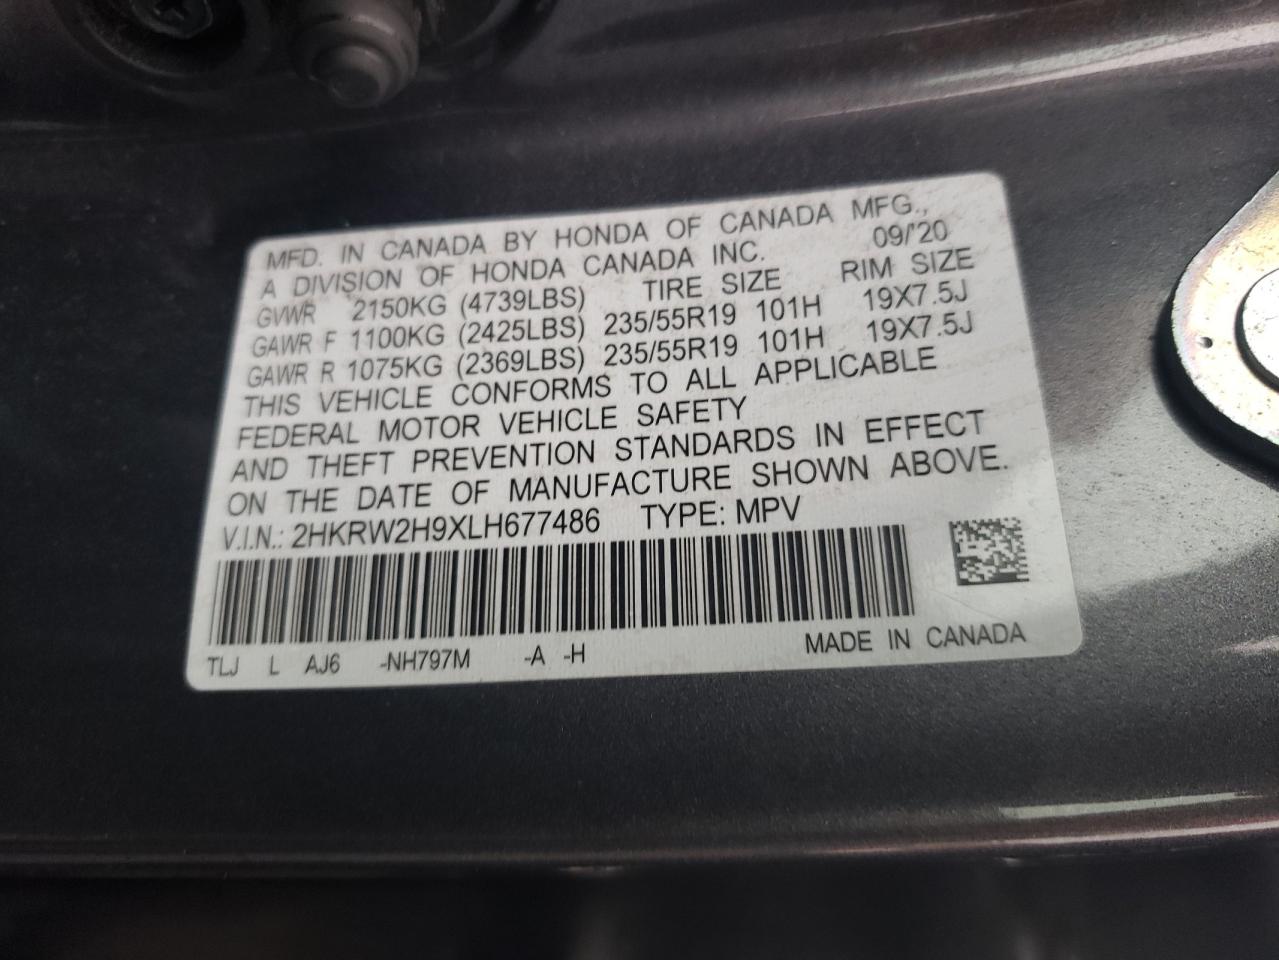 MFD. IN CANADA BY HONDA OF CANADA MFG.,
A DIVISION OF HONDA CANADA INC. 09/'20
GVWR 2150KG (4739LBS) TIRE SIZE RIM SIZE
GAWR F 1100KG (2425LBS) 235/55R19 101H 19X7.5J
GAWR R 1075KG (2369LBS) 235/55R19 101H 19X7.5J
THIS VEHICLE CONFORMS TO ALL APPLICABLE
FEDERAL MOTOR VEHICLE SAFETY
AND THEFT PREVENTION STANDARDS IN EFFECT
ON THE DATE OF MANUFACTURE SHOWN ABOVE.
V.I.N.: 2HKRW2H9XLH677486 TYPE: MPV
TLJ L AJ6 -NH797M -A -H MADE IN CANADA